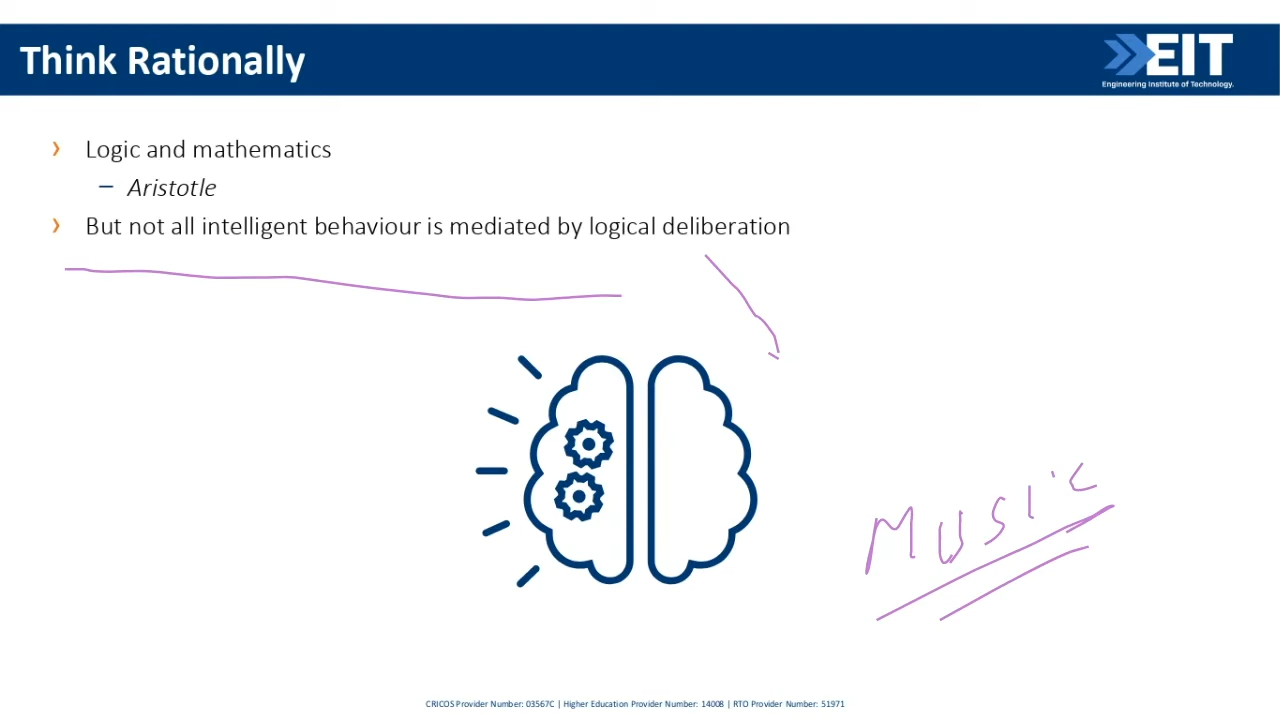 Think Rationally
EIT
Engineering Institute of Technology.
› Logic and mathematics
– Aristotle
› But not all intelligent behaviour is mediated by logical deliberation
MUSIC
CRICOS Provider Number: 03567C | Higher Education Provider Number: 14008 | RTO Provider Number: 51971